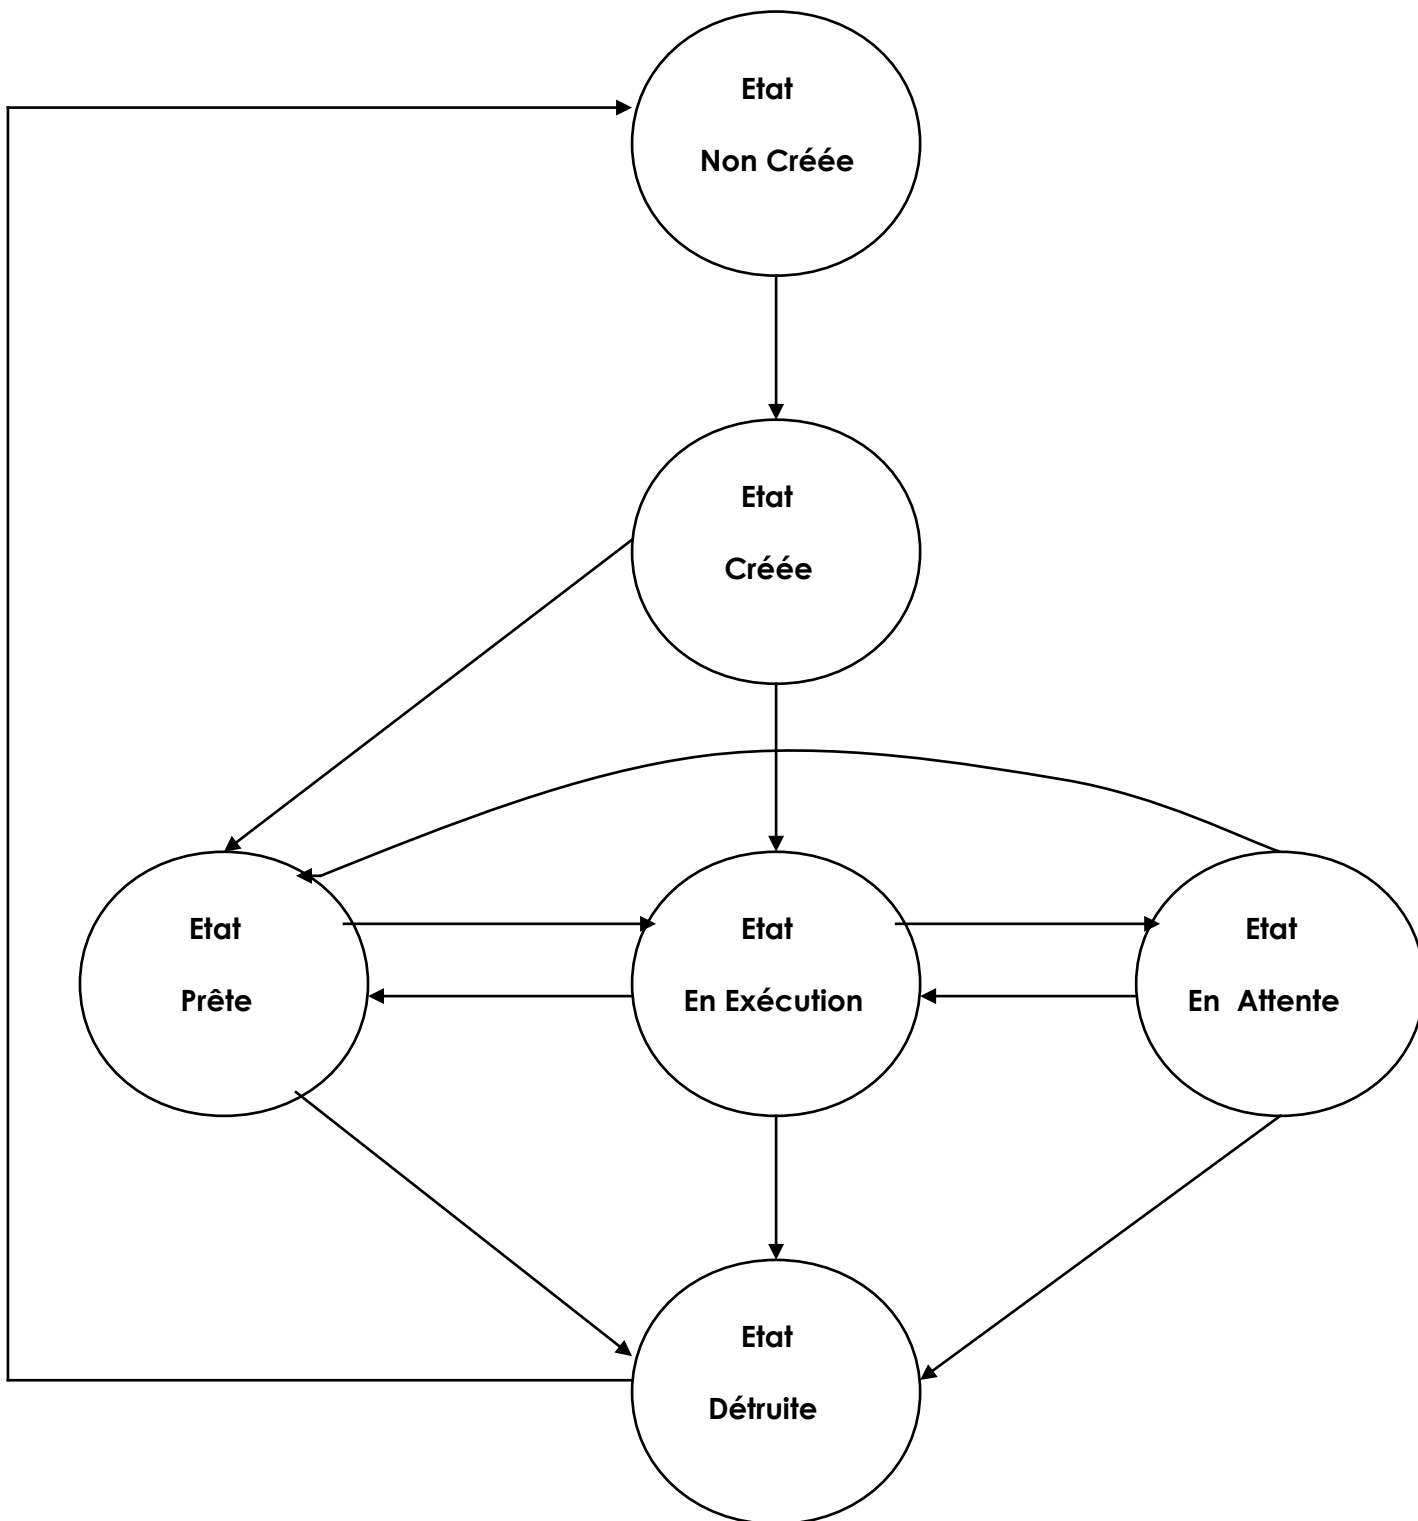 Etat
Non Créée
Etat
Créée
Etat
Prête
Etat
En Exécution
Etat
En  Attente
Etat
Détruite